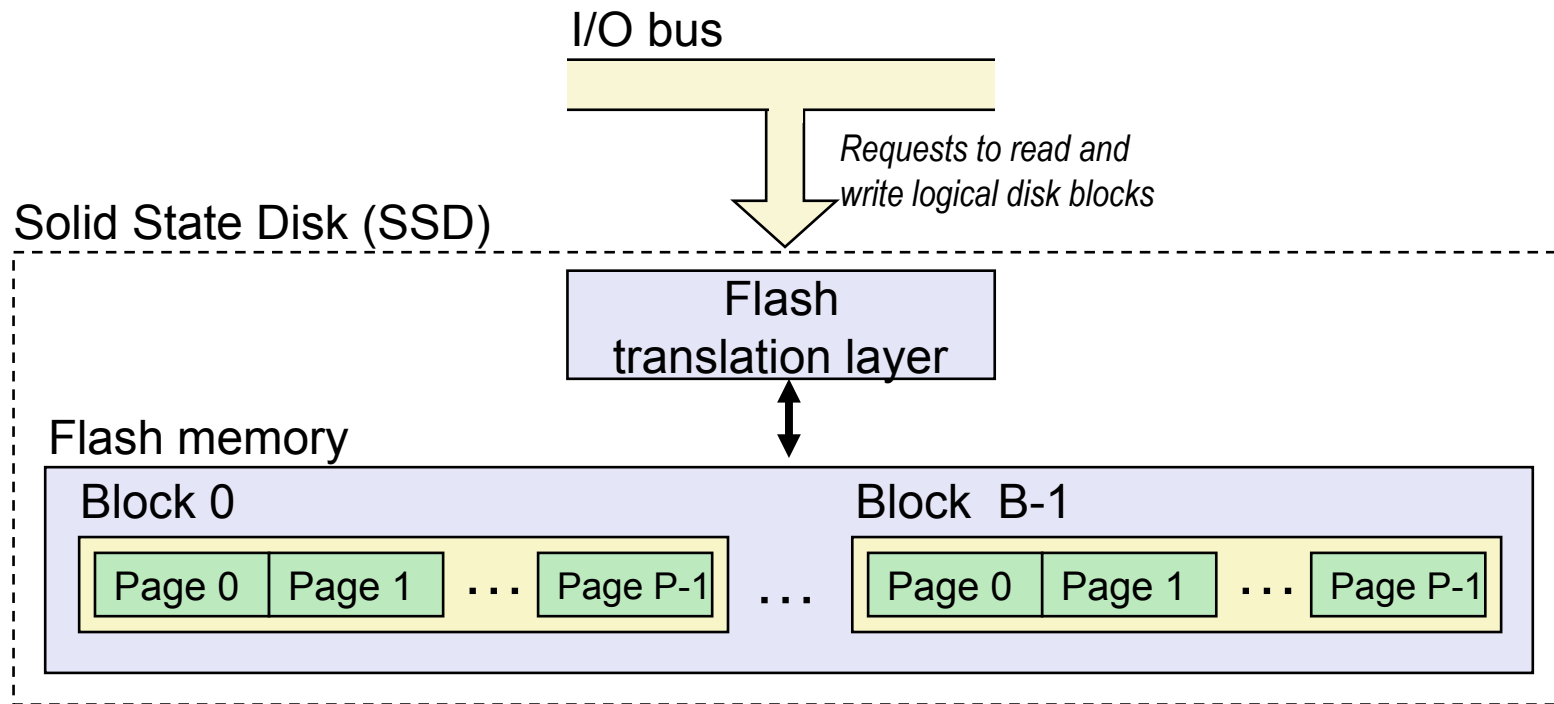 I/O bus
Requests to read and
write logical disk blocks
Solid State Disk (SSD)
Flash
translation layer
Flash memory
Block 0
Block B-1
Page 0 Page 1 ... Page P-1 ... Page 0 Page 1 ... Page P-1